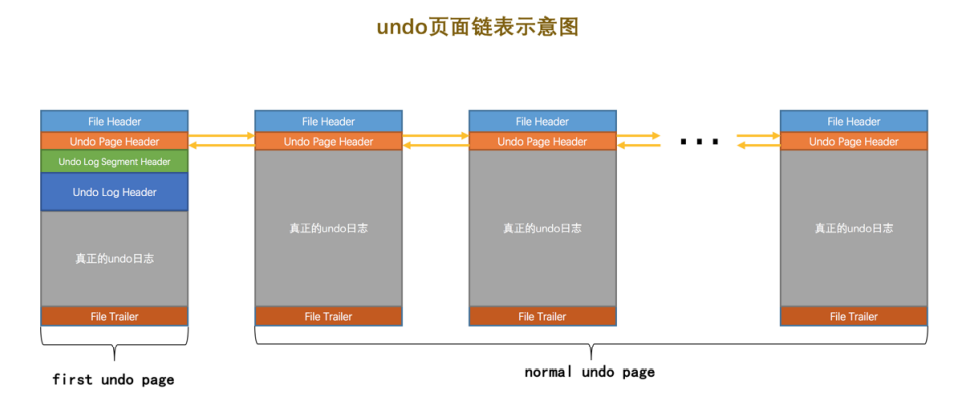 undo页面链表示意图
File Header
Undo Page Header
Undo Log Segment Header
Undo Log Header
真正的undo日志
File Trailer
first undo page
File Header
Undo Page Header
真正的undo日志
File Trailer
File Header
Undo Page Header
真正的undo日志
File Trailer
...
File Header
Undo Page Header
真正的undo日志
File Trailer
normal undo page